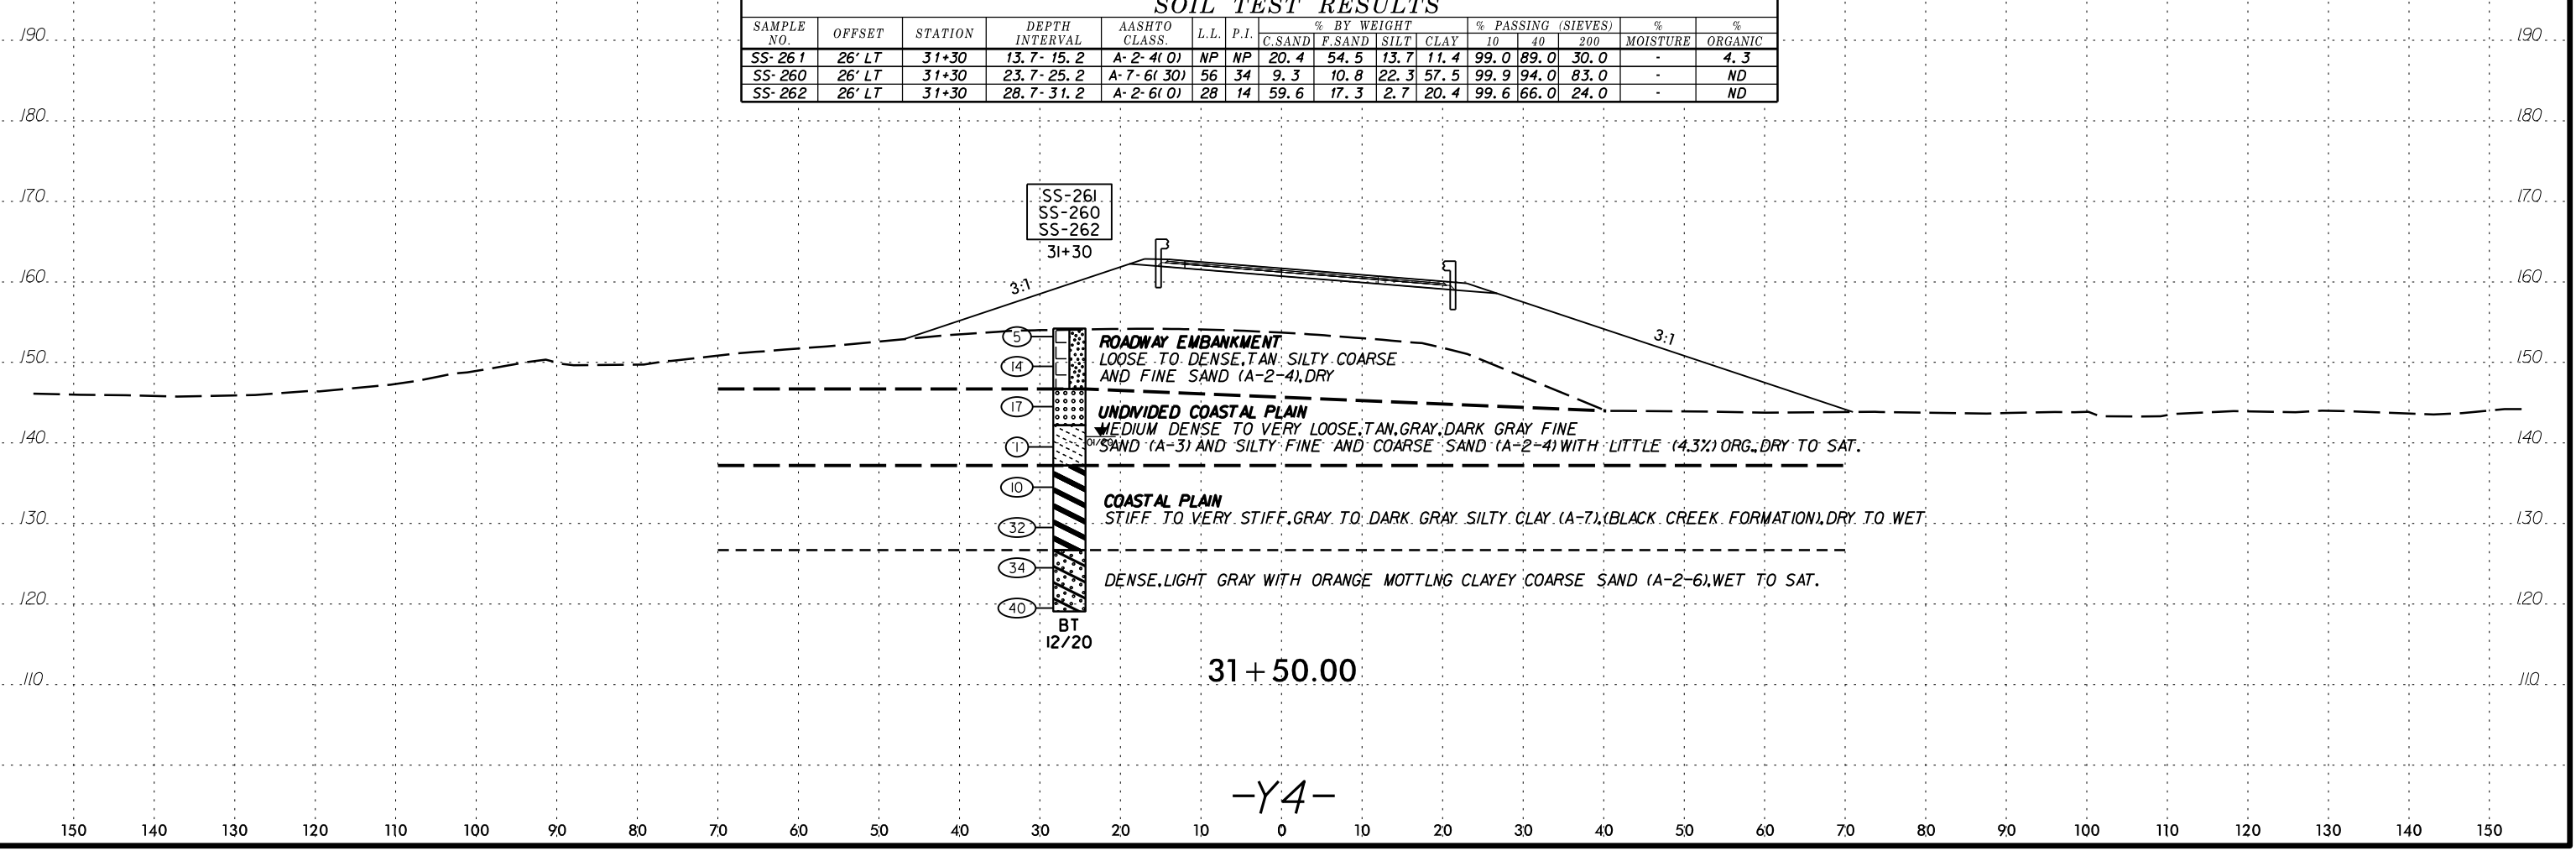 SOIL TEST RESULTS
SAMPLE NO. OFFSET STATION DEPTH INTERVAL AASHTO CLASS. L.L. P.I. % BY WEIGHT % PASSING (SIEVES) % MOISTURE % ORGANIC
C.SAND F.SAND SILT CLAY 10 40 200
SS-261 26' LT 31+30 13.7-15.2 A-2-4(0) NP NP 20.4 54.5 13.7 11.4 99.0 89.0 30.0 - 4.3
SS-260 26' LT 31+30 23.7-25.2 A-7-6(30) 56 34 9.3 10.8 22.3 57.5 99.9 94.0 83.0 - ND
SS-262 26' LT 31+30 28.7-31.2 A-2-6(0) 28 14 59.6 17.3 2.7 20.4 99.6 66.0 24.0 - ND
190 190
180 180
170 170
SS-261
SS-260
SS-262
31+30
160 160
3:1
3:1
150 150
5
ROADWAY EMBANKMENT
LOOSE TO DENSE,TAN SILTY COARSE
14
AND FINE SAND (A-2-4),DRY
17
UNDIVIDED COASTAL PLAIN
MEDIUM DENSE TO VERY LOOSE,TAN,GRAY,DARK GRAY FINE
140 140
1
SAND (A-3) AND SILTY FINE AND COARSE SAND (A-2-4) WITH LITTLE (4.3%) ORG.,DRY TO SAT.
10
COASTAL PLAIN
STIFF TO VERY STIFF,GRAY TO DARK GRAY SILTY CLAY (A-7),(BLACK CREEK FORMATION),DRY TO WET
130 130
32
34
DENSE,LIGHT GRAY WITH ORANGE MOTTLNG CLAYEY COARSE SAND (A-2-6),WET TO SAT.
120 120
40
BT
12/20
31+50.00
110 110
-Y4-
150 140 130 120 110 100 90 80 70 60 50 40 30 20 10 0 10 20 30 40 50 60 70 80 90 100 110 120 130 140 150